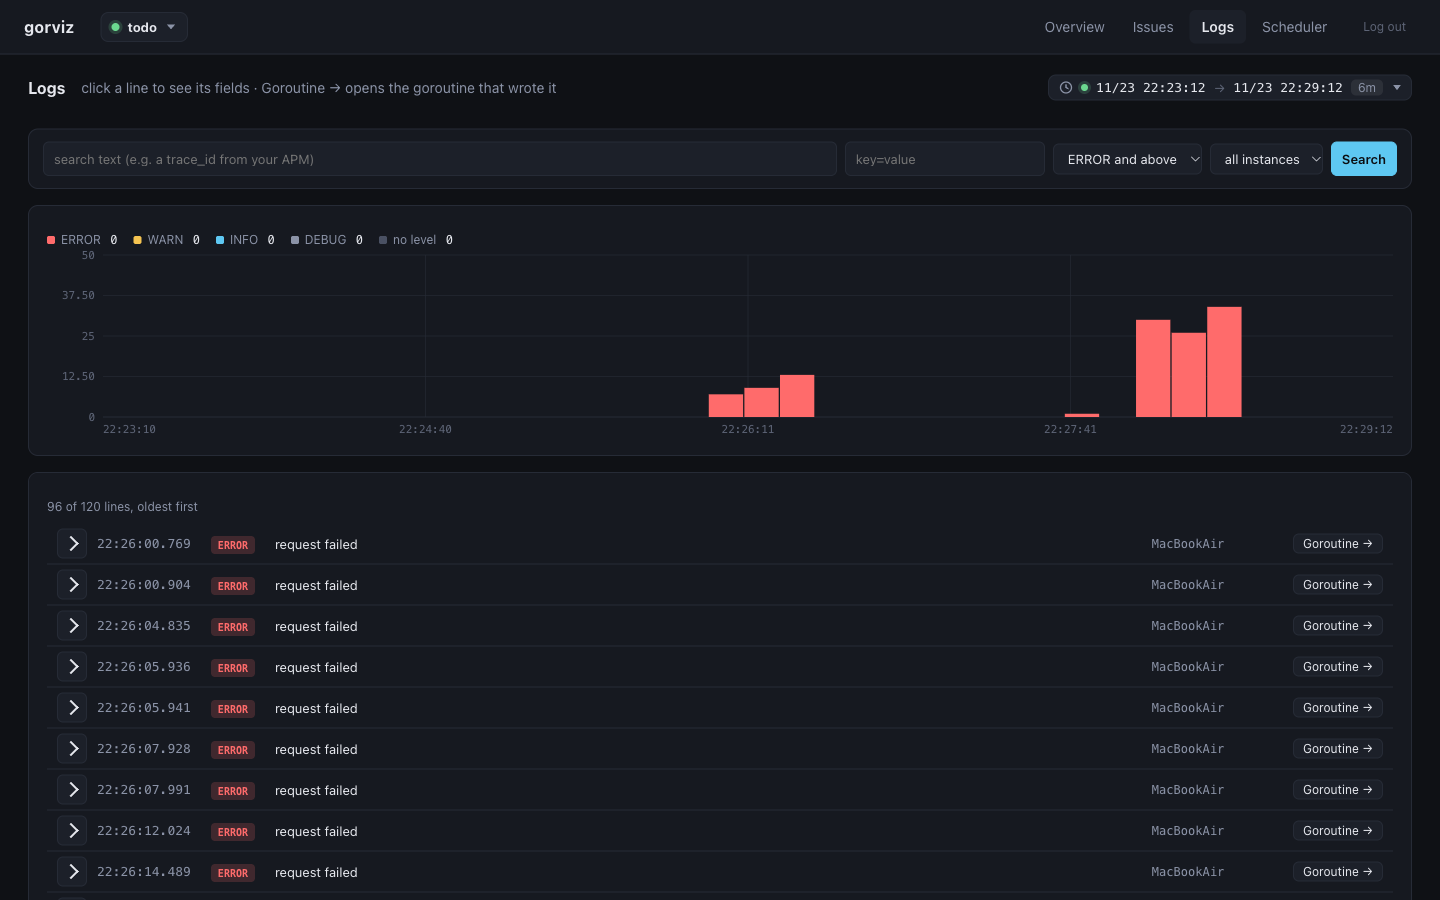 gorviz todo Overview Issues Logs Scheduler Log out
Logs click a line to see its fields · Goroutine → opens the goroutine that wrote it 11/23 22:23:12 → 11/23 22:29:12 6m
search text (e.g. a trace_id from your APM) key=value ERROR and above all instances Search
ERROR 0 WARN 0 INFO 0 DEBUG 0 no level 0
50
37.50
25
12.50
0
22:23:10 22:24:40 22:26:11 22:27:41 22:29:12
96 of 120 lines, oldest first
22:26:00.769 ERROR request failed MacBookAir Goroutine →
22:26:00.904 ERROR request failed MacBookAir Goroutine →
22:26:04.835 ERROR request failed MacBookAir Goroutine →
22:26:05.936 ERROR request failed MacBookAir Goroutine →
22:26:05.941 ERROR request failed MacBookAir Goroutine →
22:26:07.928 ERROR request failed MacBookAir Goroutine →
22:26:07.991 ERROR request failed MacBookAir Goroutine →
22:26:12.024 ERROR request failed MacBookAir Goroutine →
22:26:14.489 ERROR request failed MacBookAir Goroutine →